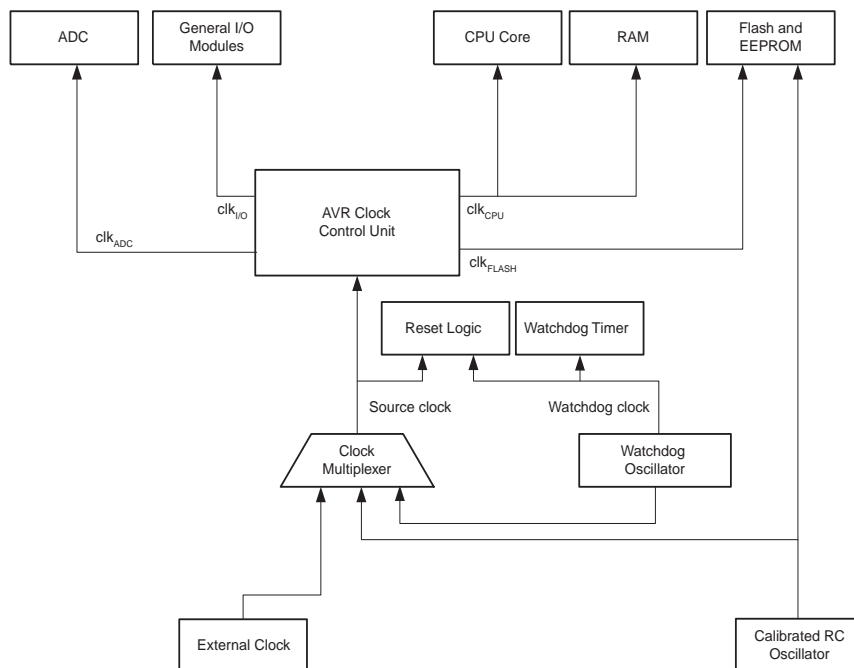 ADC
General I/O
Modules
CPU Core
RAM
Flash and
EEPROM
clkI/O
AVR Clock
Control Unit
clkCPU
clkADC
clkFLASH
Reset Logic
Watchdog Timer
Source clock
Watchdog clock
Clock
Multiplexer
Watchdog
Oscillator
External Clock
Calibrated RC
Oscillator